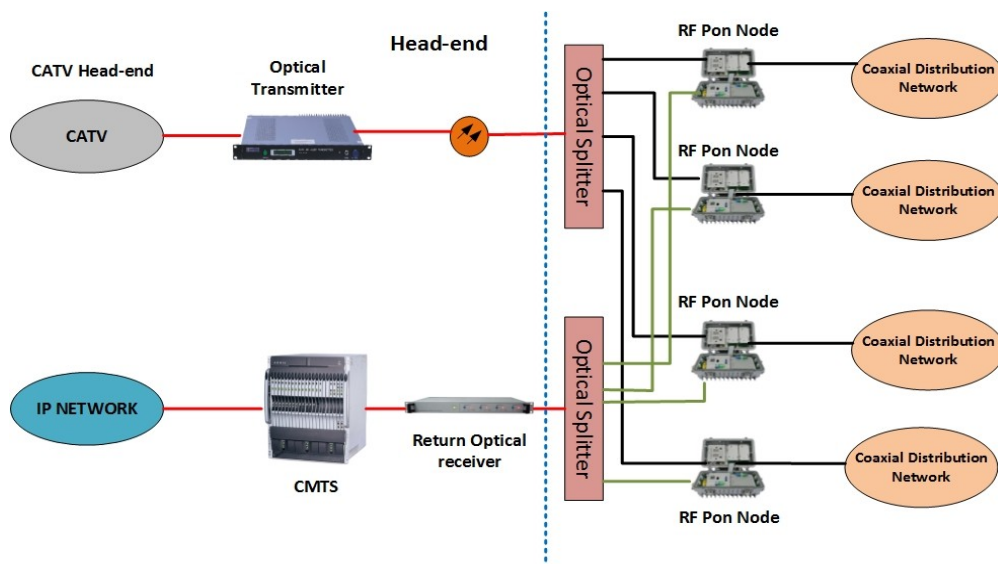 Head-end
CATV Head-end
Optical
Transmitter
CATV
Optical Splitter
RF Pon Node
Coaxial Distribution
Network
RF Pon Node
Coaxial Distribution
Network
IP NETWORK
CMTS
Return Optical
receiver
Optical Splitter
RF Pon Node
Coaxial Distribution
Network
Coaxial Distribution
Network
RF Pon Node